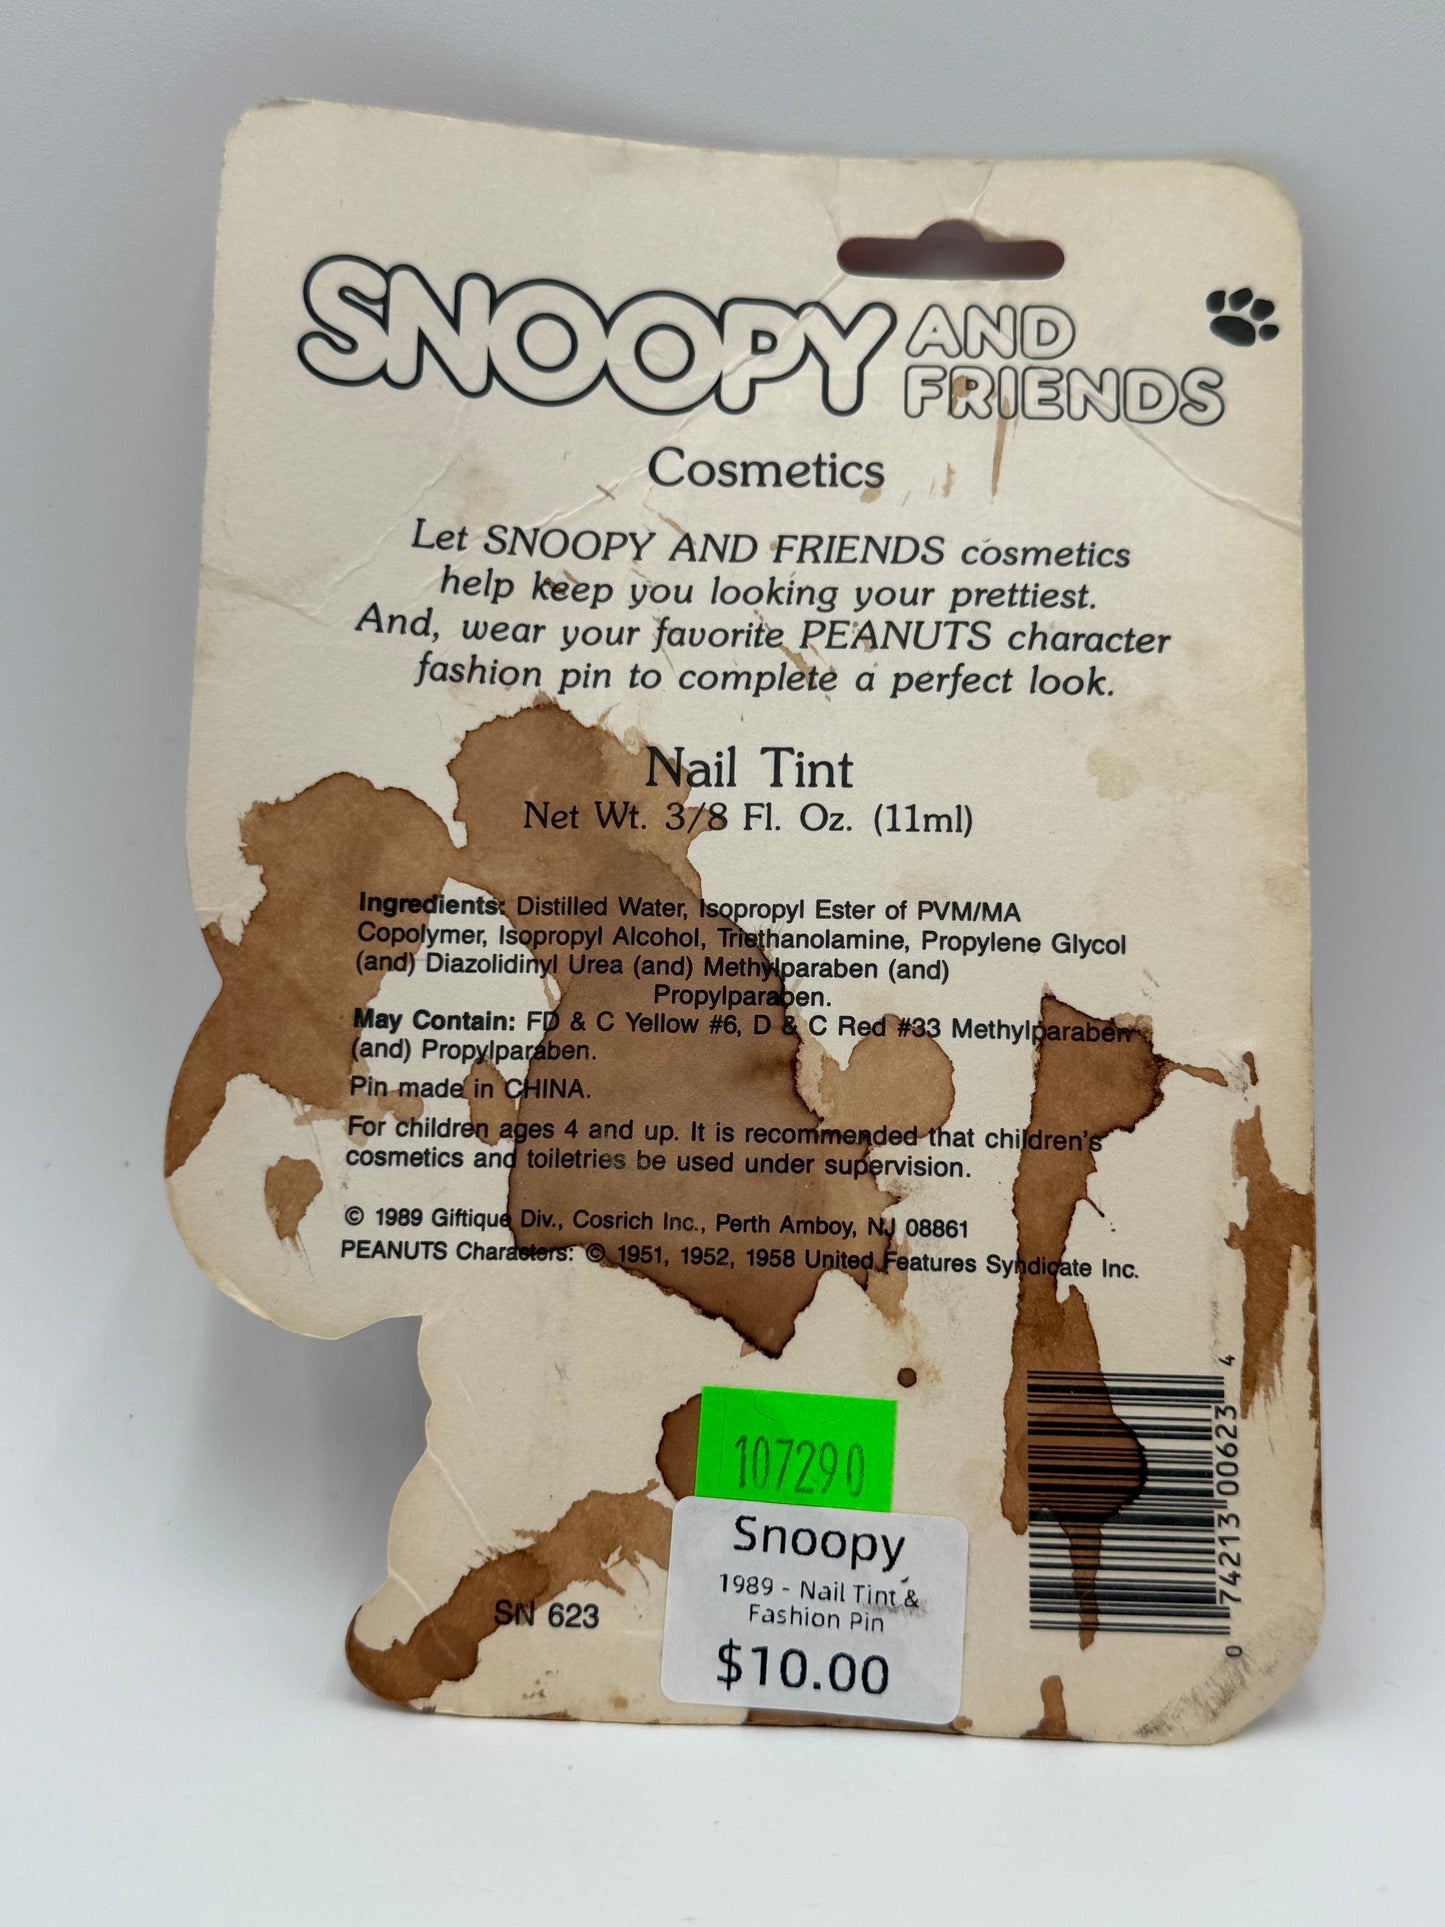 SNOOPY AND
FRIENDS
Cosmetics
Let SNOOPY AND FRIENDS cosmetics
help keep you looking your prettiest.
And, wear your favorite PEANUTS character
fashion pin to complete a perfect look.
Nail Tint
Net Wt. 3/8 Fl. Oz. (11ml)
Ingredients: Distilled Water, Isopropyl Ester of PVM/MA
Copolymer, Isopropyl Alcohol, Triethanolamine, Propylene Glycol
(and) Diazolidinyl Urea (and) Methylparaben (and)
Propylparaben.
May Contain: FD & C Yellow #6, D & C Red #33 Methylparaben
(and) Propylparaben.
Pin made in CHINA.
For children ages 4 and up. It is recommended that children's
cosmetics and toiletries be used under supervision.
© 1989 Giftique Div., Cosrich Inc., Perth Amboy, NJ 08861
PEANUTS Characters: © 1951, 1952, 1958 United Features Syndicate Inc.
107290
Snoopy
1989 - Nail Tint &
Fashion Pin
$10.00
SN 623
0 74213 00623 4